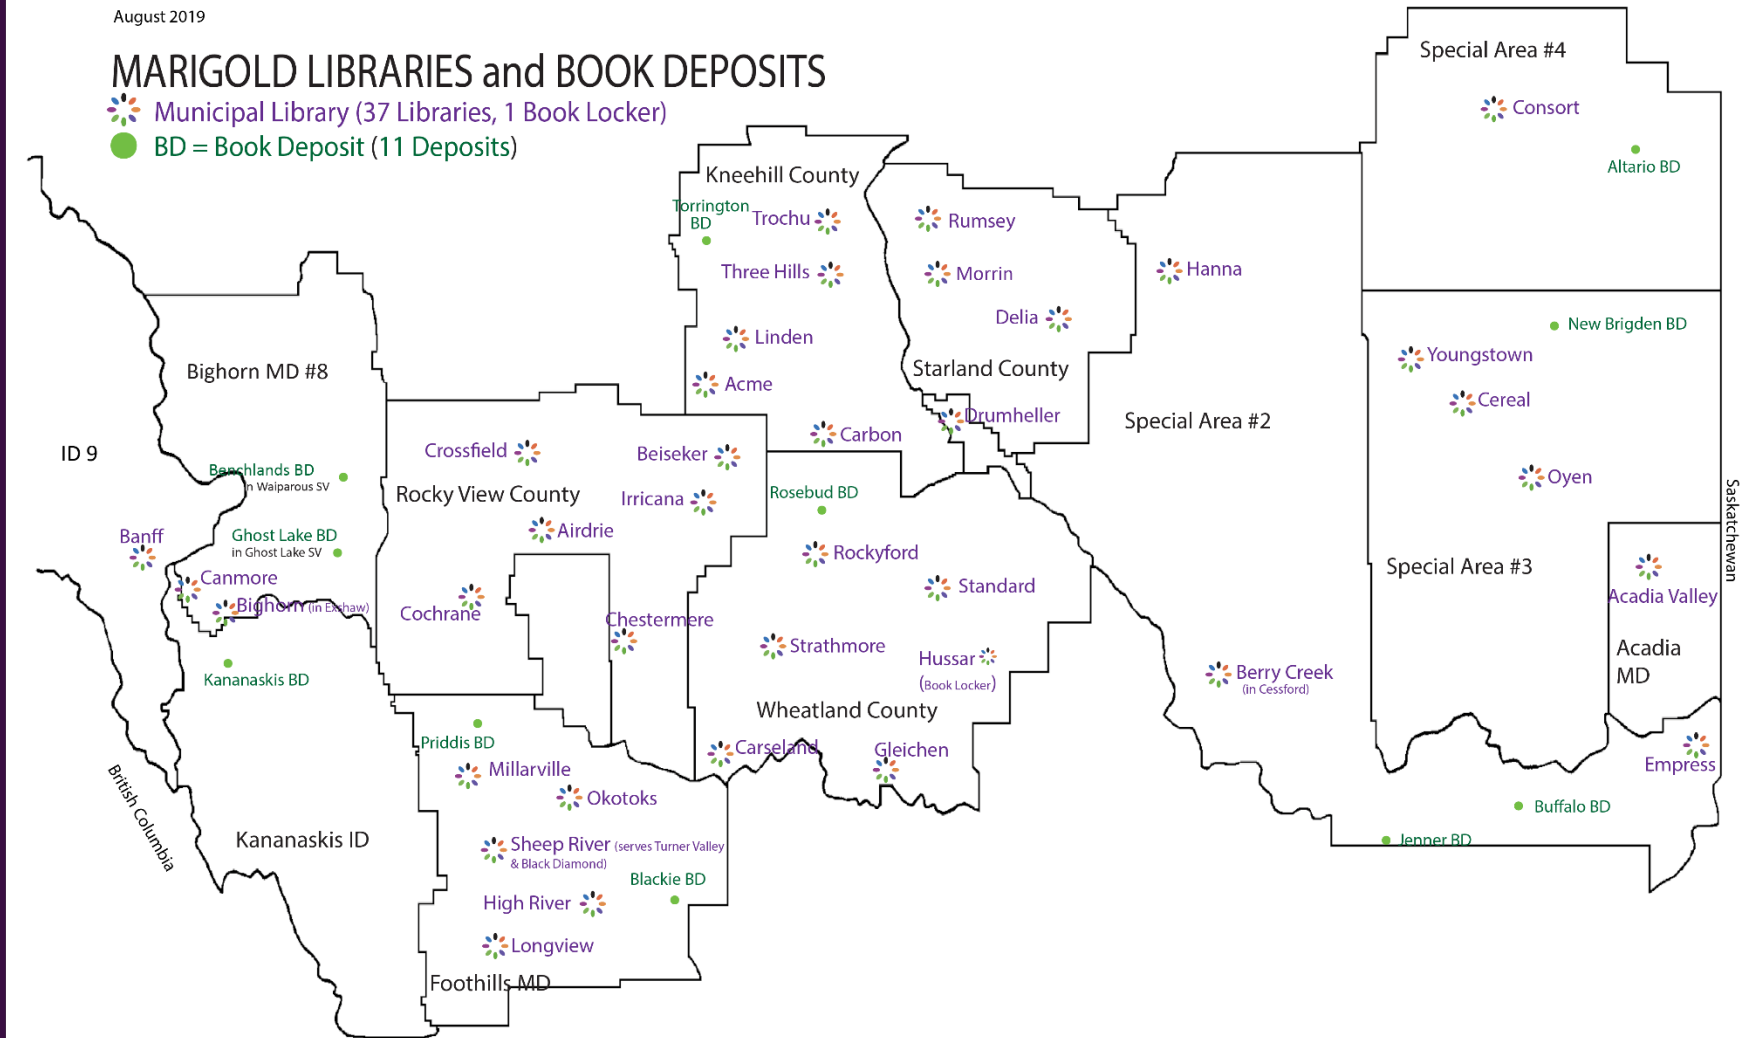 August 2019
MARIGOLD LIBRARIES and BOOK DEPOSITS
Municipal Library (37 Libraries, 1 Book Locker)
BD = Book Deposit (11 Deposits)
Special Area #4
Consort
Altario BD
Kneehill County
Torrington
BD
Trochu
Three Hills
Linden
Acme
Carbon
Rumsey
Morrin
Delia
Starland County
Drumheller
Hanna
Special Area #2
Berry Creek
(in Cessford)
New Brigden BD
Youngstown
Cereal
Oyen
Special Area #3
Saskatchewan
Acadia Valley
Acadia
MD
Empress
Buffalo BD
Jenner BD
Bighorn MD #8
ID 9
Benchlands BD
in Waiparous SV
Ghost Lake BD
in Ghost Lake SV
Banff
Canmore
Bighorn (in Exshaw)
Kananaskis BD
British Columbia
Kananaskis ID
Crossfield
Beiseker
Rocky View County
Irricana
Airdrie
Cochrane
Chestermere
Rosebud BD
Rockyford
Standard
Strathmore
Hussar
(Book Locker)
Wheatland County
Carseland
Gleichen
Priddis BD
Millarville
Okotoks
Sheep River (serves Turner Valley
& Black Diamond)
Blackie BD
High River
Longview
Foothills MD